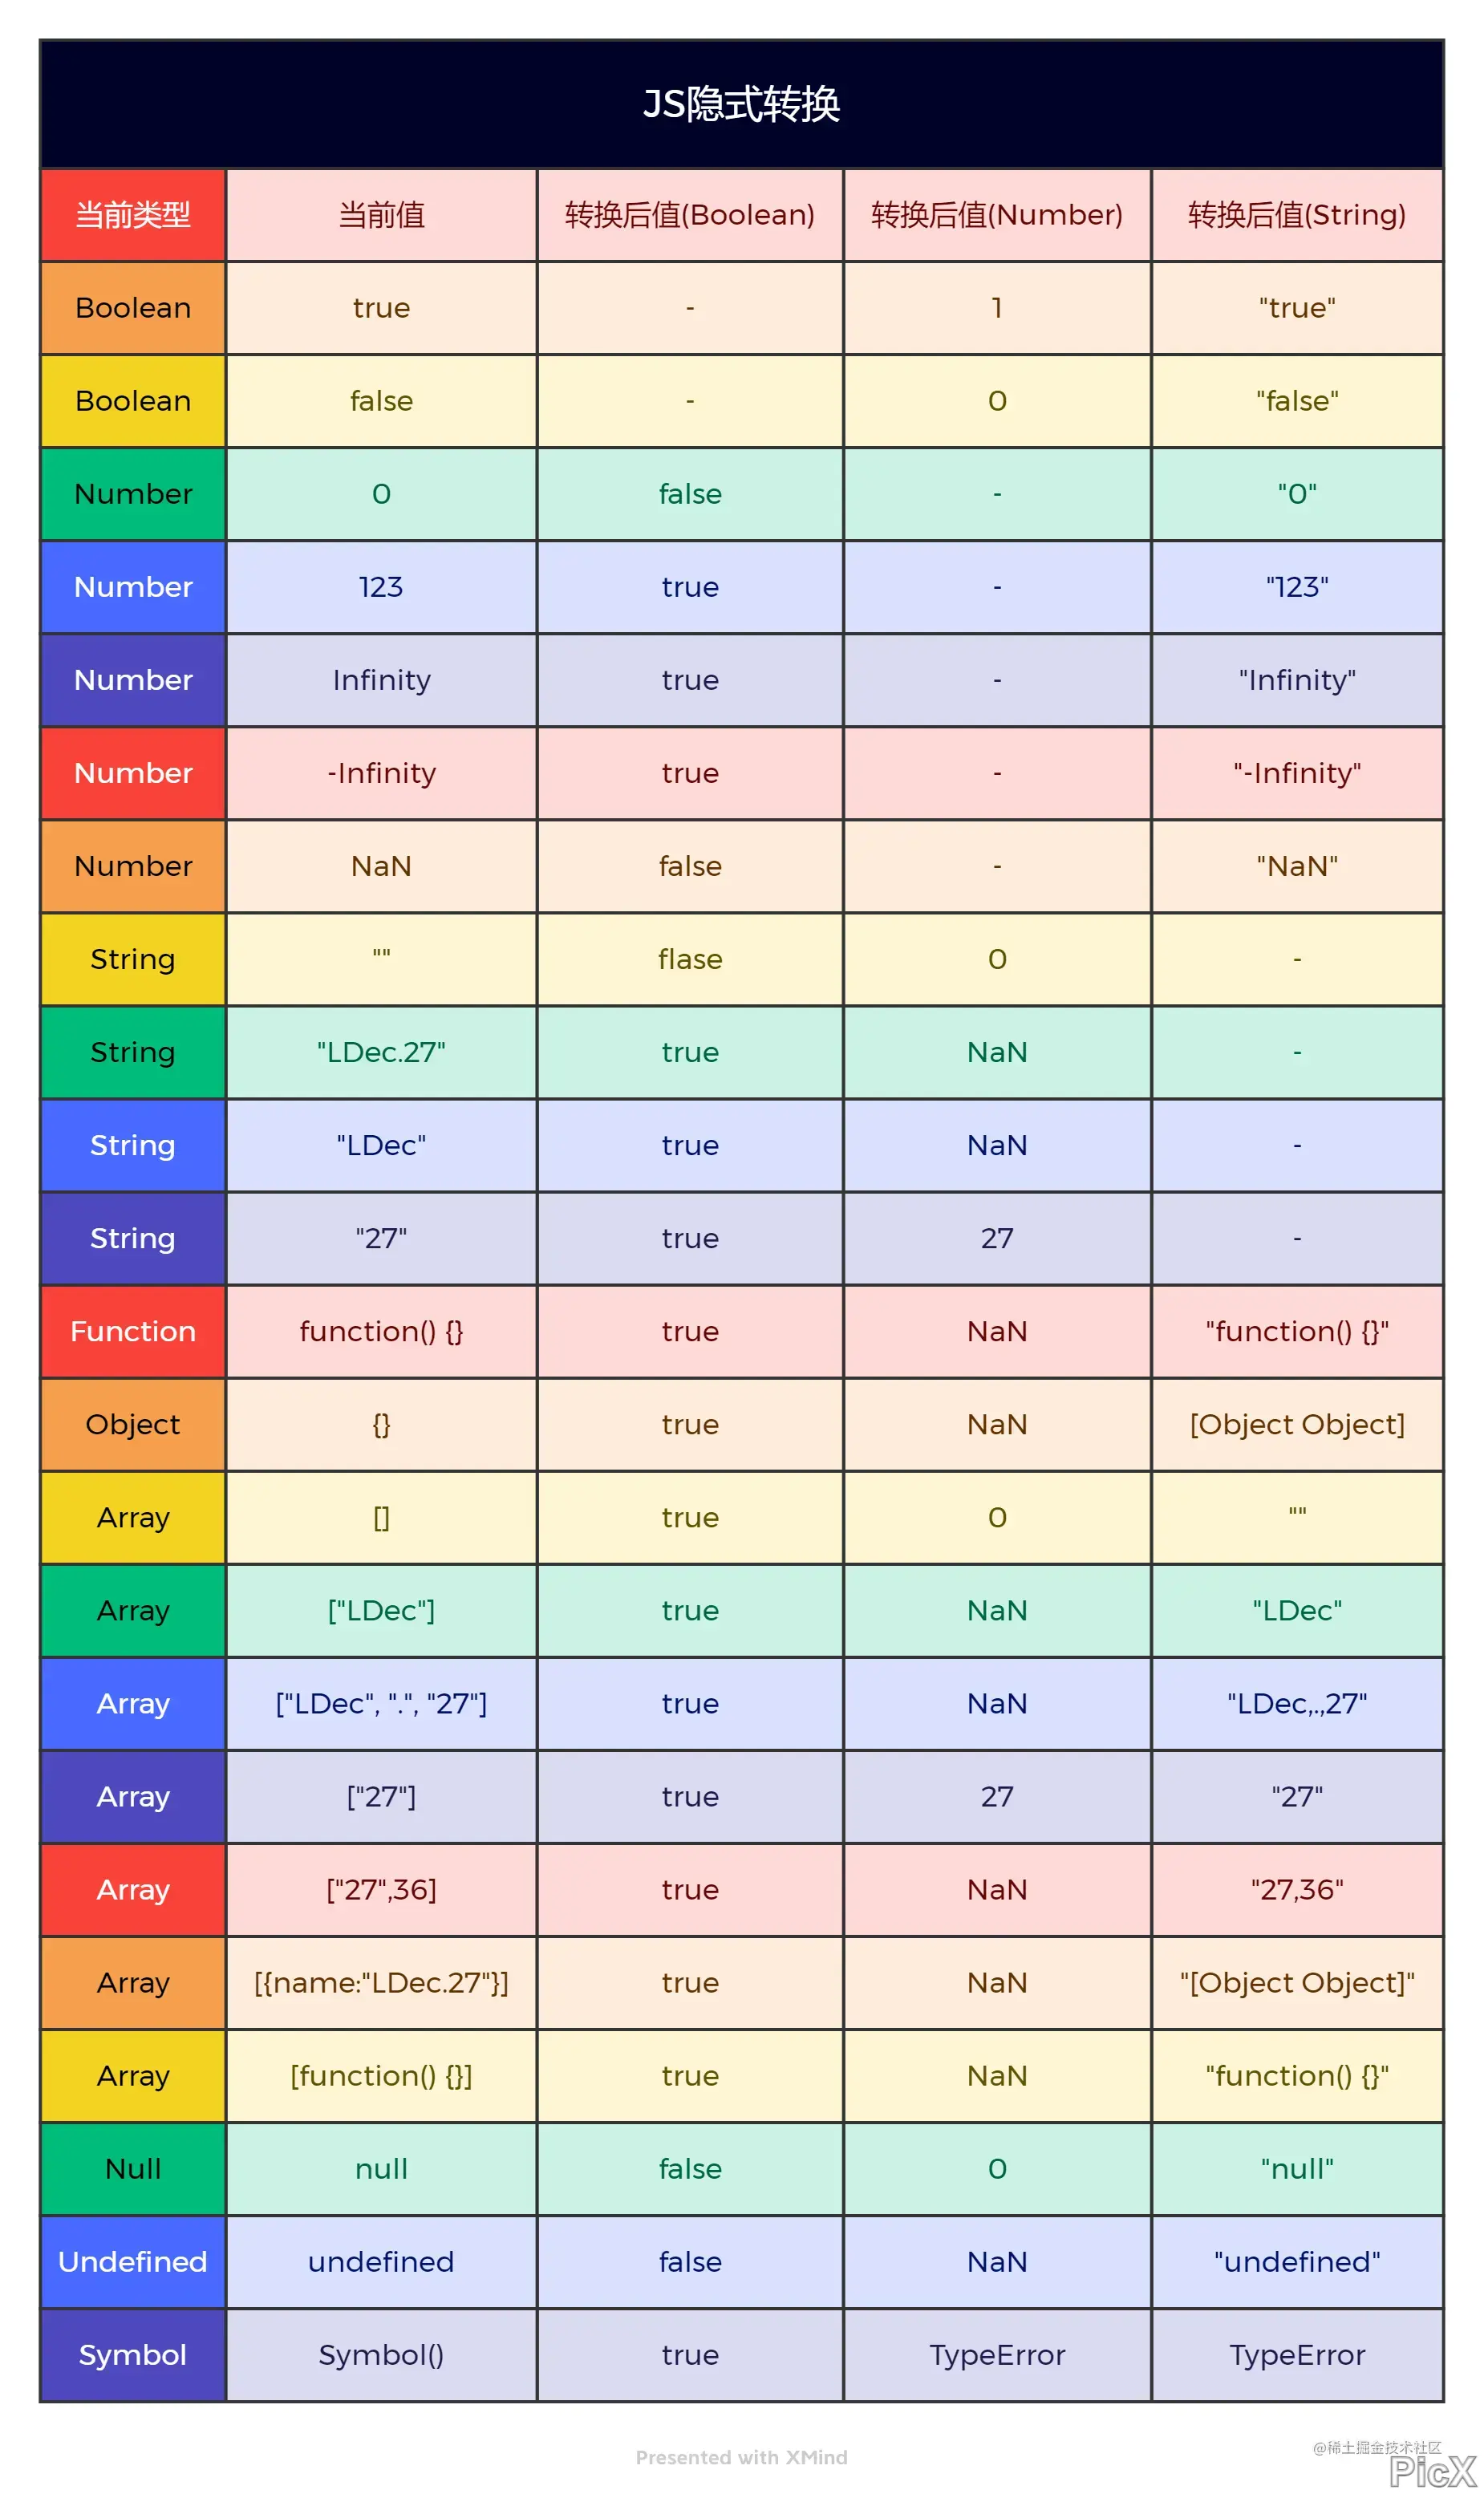 JS隐式转换
当前类型 当前值 转换后值(Boolean) 转换后值(Number) 转换后值(String)
Boolean true - 1 "true"
Boolean false - 0 "false"
Number 0 false - "0"
Number 123 true - "123"
Number Infinity true - "Infinity"
Number -Infinity true - "-Infinity"
Number NaN false - "NaN"
String "" flase 0 -
String "LDec.27" true NaN -
String "LDec" true NaN -
String "27" true 27 -
Function function() {} true NaN "function() {}"
Object {} true NaN [Object Object]
Array [] true 0 ""
Array ["LDec"] true NaN "LDec"
Array ["LDec", ".", "27"] true NaN "LDec,.,27"
Array ["27"] true 27 "27"
Array ["27",36] true NaN "27,36"
Array [{name:"LDec.27"}] true NaN "[Object Object]"
Array [function() {}] true NaN "function() {}"
Null null false 0 "null"
Undefined undefined false NaN "undefined"
Symbol Symbol() true TypeError TypeError
Presented with XMind
@稀土掘金技术社区
PicX